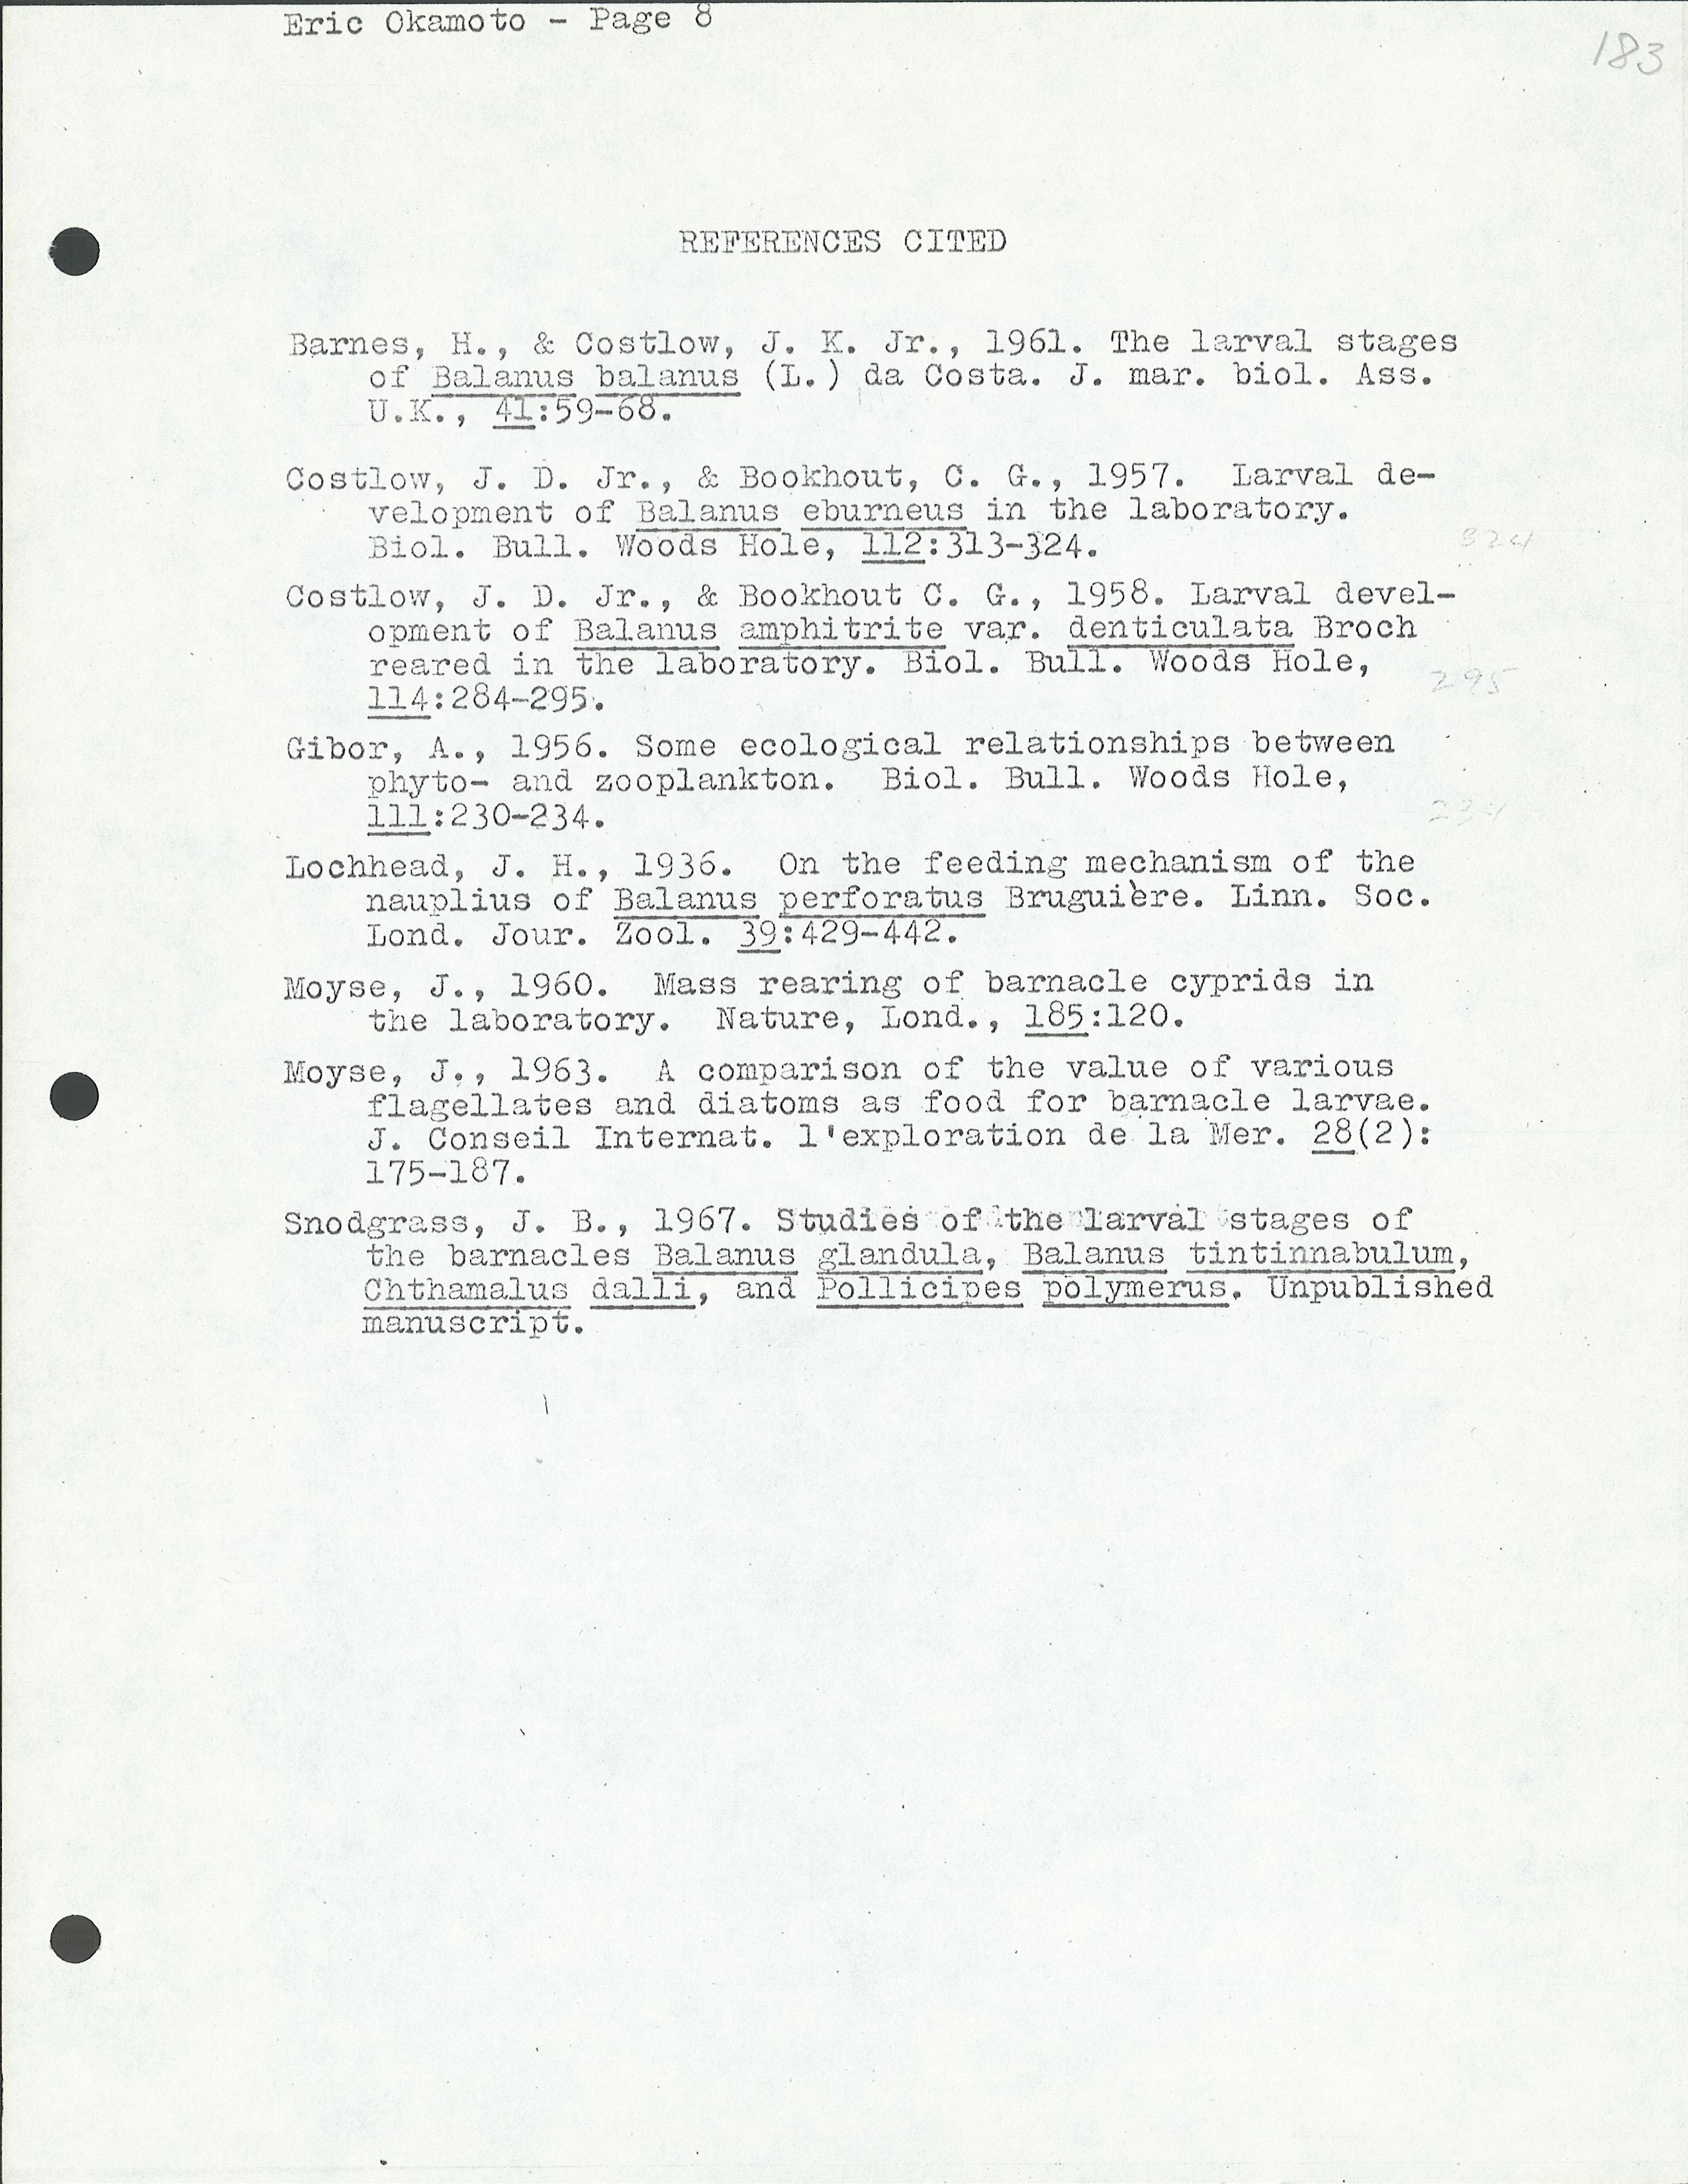 Eric Okamoto - Page 8
183
REFERENCES CITED
Barnes, H., & Costlow, J. K. Jr., 1961. The larval stages
of Balanus balanus (L.) da Costa. J. mar. biol. Ass.
U.K., 41:59-68.
Costlow, J. D. Jr., & Bookhout, C. G., 1957. Larval de-
velopment of Balanus eburneus in the laboratory.
Biol. Bull. Woods Hole, 112:313-324.
324
Costlow, J. D. Jr., & Bookhout C. G., 1958. Larval devel-
opment of Balanus amphitrite var. denticulata Broch
reared in the laboratory. Biol. Bull. Woods Hole,
295
114:284-295.
Gibor, A., 1956. Some ecological relationships between
phyto- and zooplankton. Biol. Bull. Woods Hole,
111:230-234.
234
Lochhead, J. H., 1936. On the feeding mechanism of the
nauplius of Balanus perforatus Bruguière. Linn. Soc.
Lond. Jour. Zool. 39:429-442.
Moyse, J., 1960. Mass rearing of barnacle cyprids in
the laboratory. Nature, Lond., 185:120.
Moyse, J., 1963. A comparison of the value of various
flagellates and diatoms as food for barnacle larvae.
J. Conseil Internat. l'exploration de la Mer. 28(2):
175-187.
Snodgrass, J. B., 1967. Studies of the larval stages of
the barnacles Balanus glandula, Balanus tintinnabulum,
Chthamalus dalli, and Pollicipes polymerus. Unpublished
manuscript.